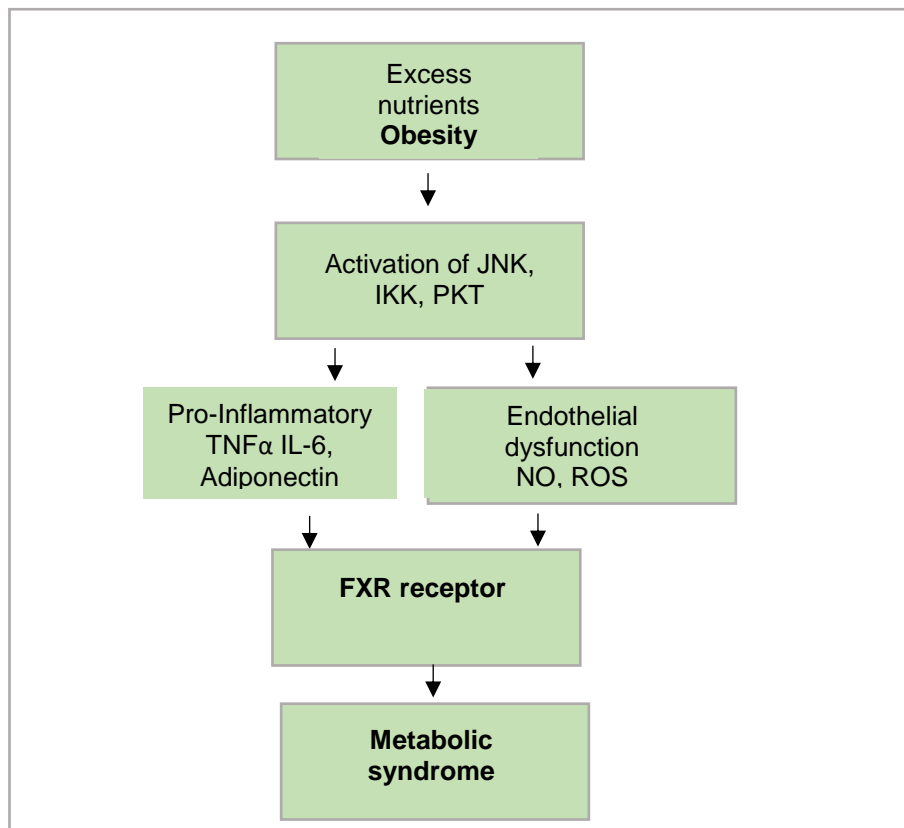 Excess
nutrients
Obesity
Activation of JNK,
IKK, PKT
Pro-Inflammatory
TNFα IL-6,
Adiponectin
Endothelial
dysfunction
NO, ROS
FXR receptor
Metabolic
syndrome